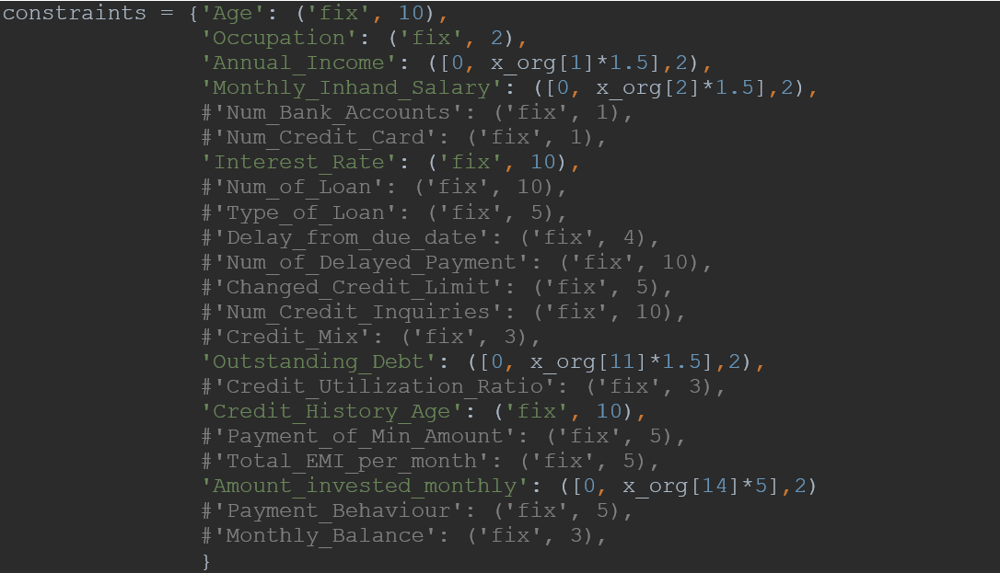 constraints = {'Age': ('fix', 10),
'Occupation': ('fix', 2),
'Annual_Income': ([0, x_org[1]*1.5],2),
'Monthly_Inhand_Salary': ([0, x_org[2]*1.5],2),
#'Num_Bank_Accounts': ('fix', 1),
#'Num_Credit_Card': ('fix', 1),
'Interest_Rate': ('fix', 10),
#'Num_of_Loan': ('fix', 10),
#'Type_of_Loan': ('fix', 5),
#'Delay_from_due_date': ('fix', 4),
#'Num_of_Delayed_Payment': ('fix', 10),
#'Changed_Credit_Limit': ('fix', 5),
#'Num_Credit_Inquiries': ('fix', 10),
#'Credit_Mix': ('fix', 3),
'Outstanding_Debt': ([0, x_org[11]*1.5],2),
#'Credit_Utilization_Ratio': ('fix', 3),
'Credit_History_Age': ('fix', 10),
#'Payment_of_Min_Amount': ('fix', 5),
#'Total_EMI_per_month': ('fix', 5),
'Amount_invested_monthly': ([0, x_org[14]*5],2)
#'Payment_Behaviour': ('fix', 5),
#'Monthly_Balance': ('fix', 3),
}